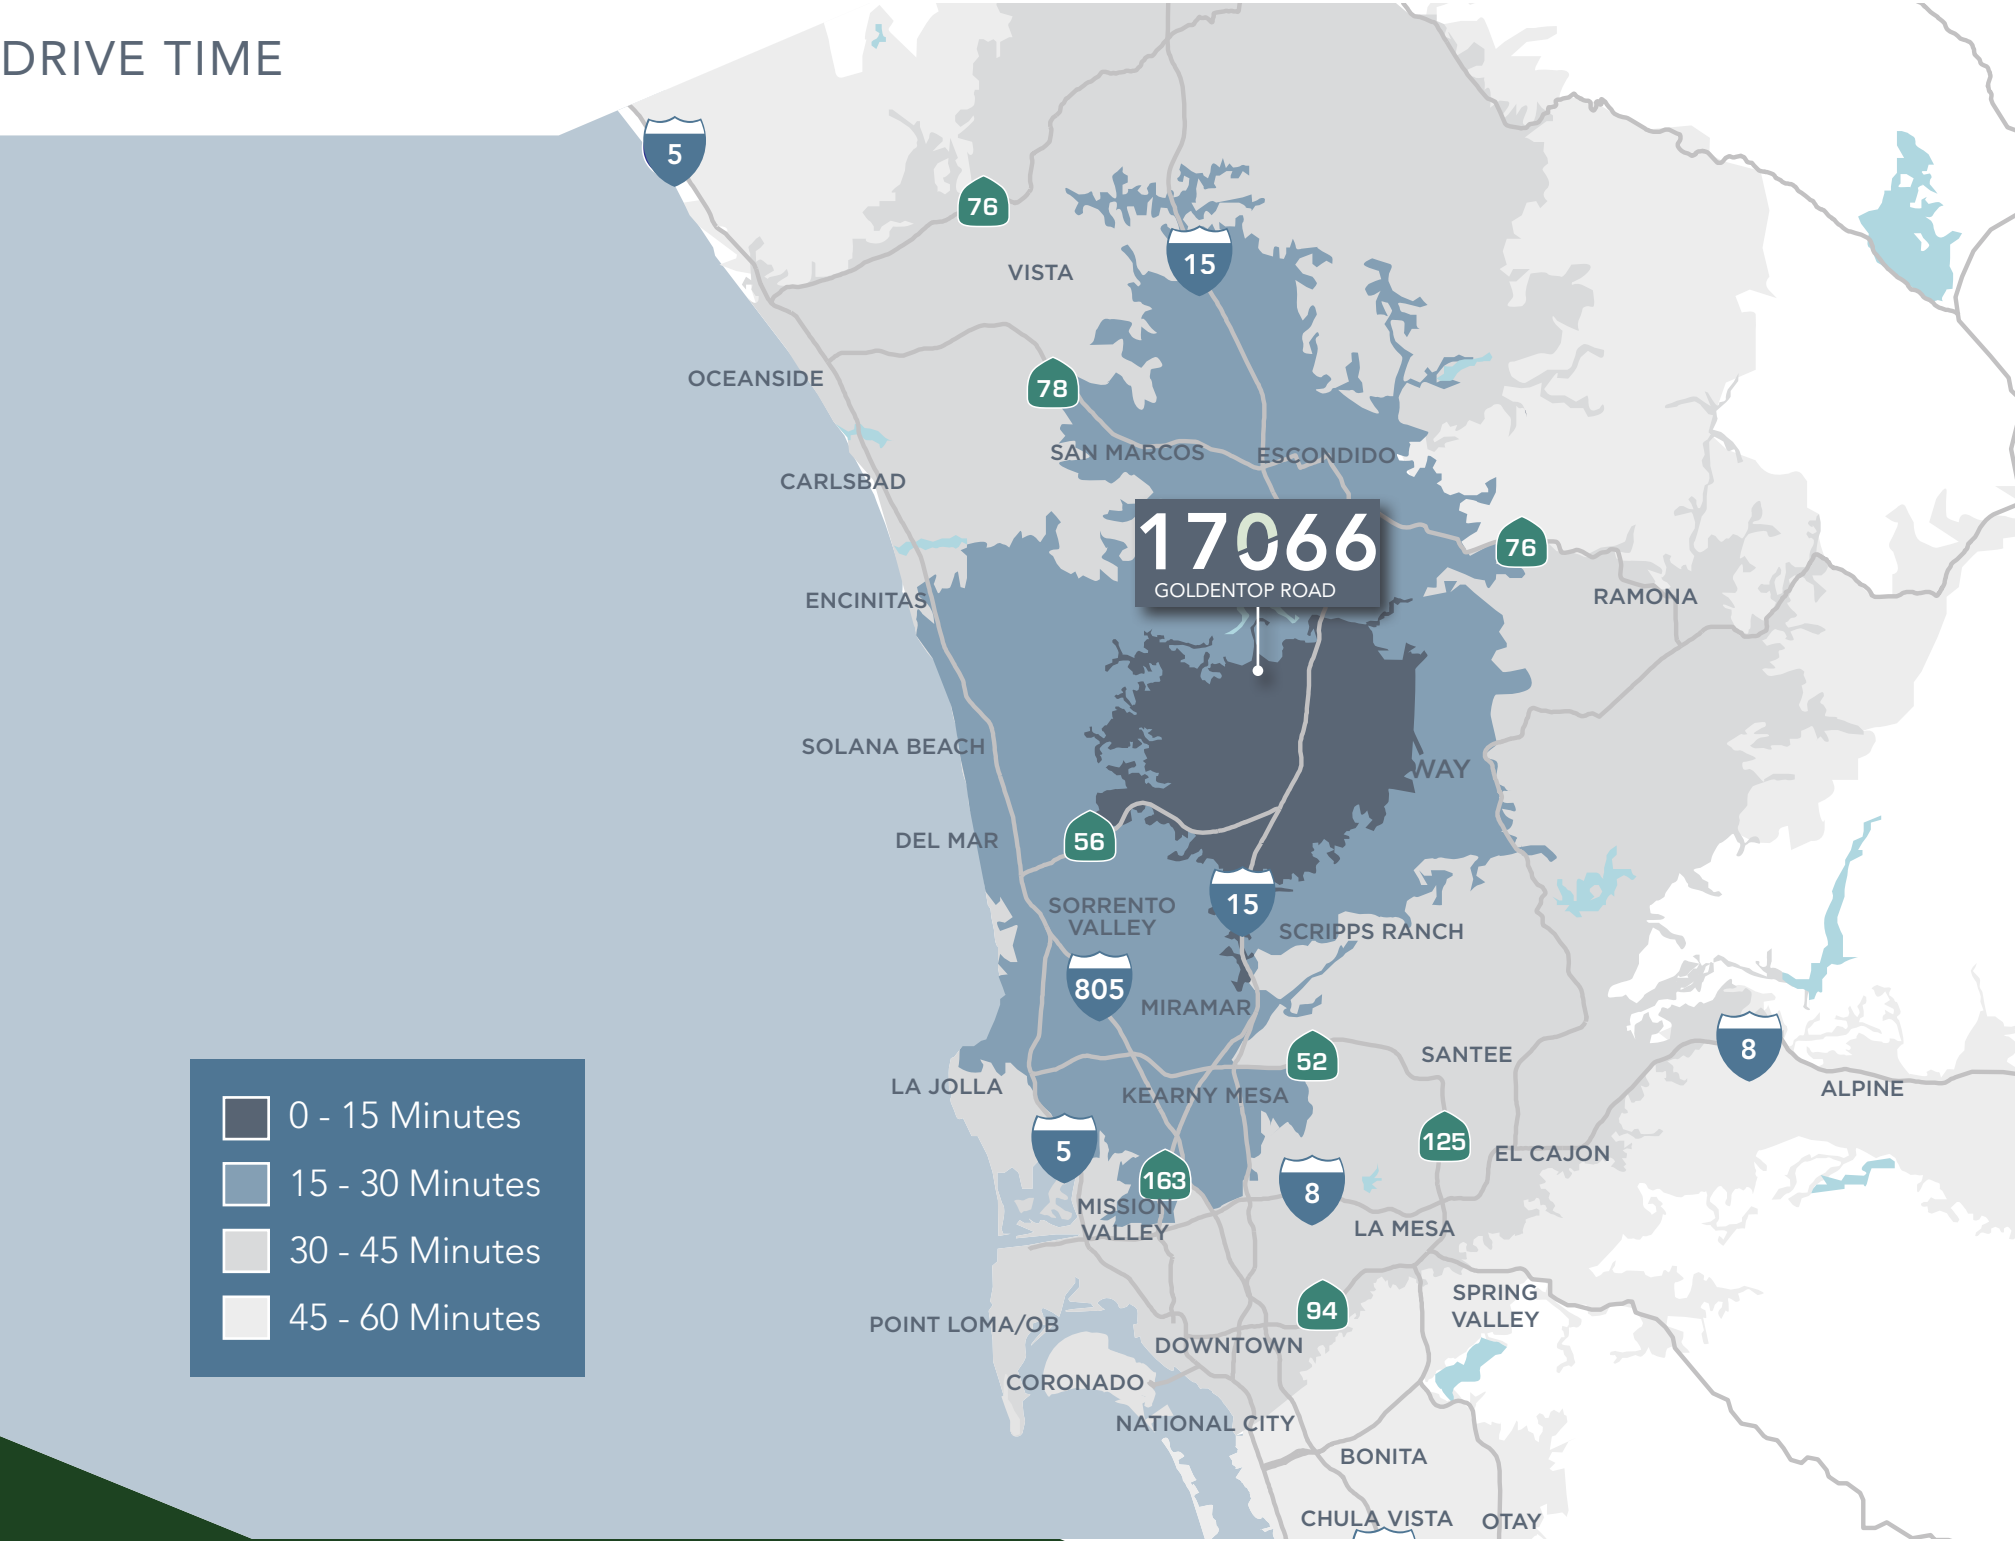 DRIVE TIME
5
76
15
VISTA
OCEANSIDE
78
SAN MARCOS
ESCONDIDO
CARLSBAD
17066
GOLDENTOP ROAD
76
ENCINITAS
RAMONA
SOLANA BEACH
WAY
DEL MAR
56
15
SORRENTO
VALLEY
SCRIPPS RANCH
805
MIRAMAR
52
SANTEE
8
LA JOLLA
KEARNY MESA
ALPINE
0 - 15 Minutes
15 - 30 Minutes
30 - 45 Minutes
45 - 60 Minutes
5
125
EL CAJON
163
8
MISSION
VALLEY
LA MESA
94
SPRING
VALLEY
POINT LOMA/OB
DOWNTOWN
CORONADO
NATIONAL CITY
BONITA
CHULA VISTA
OTAY